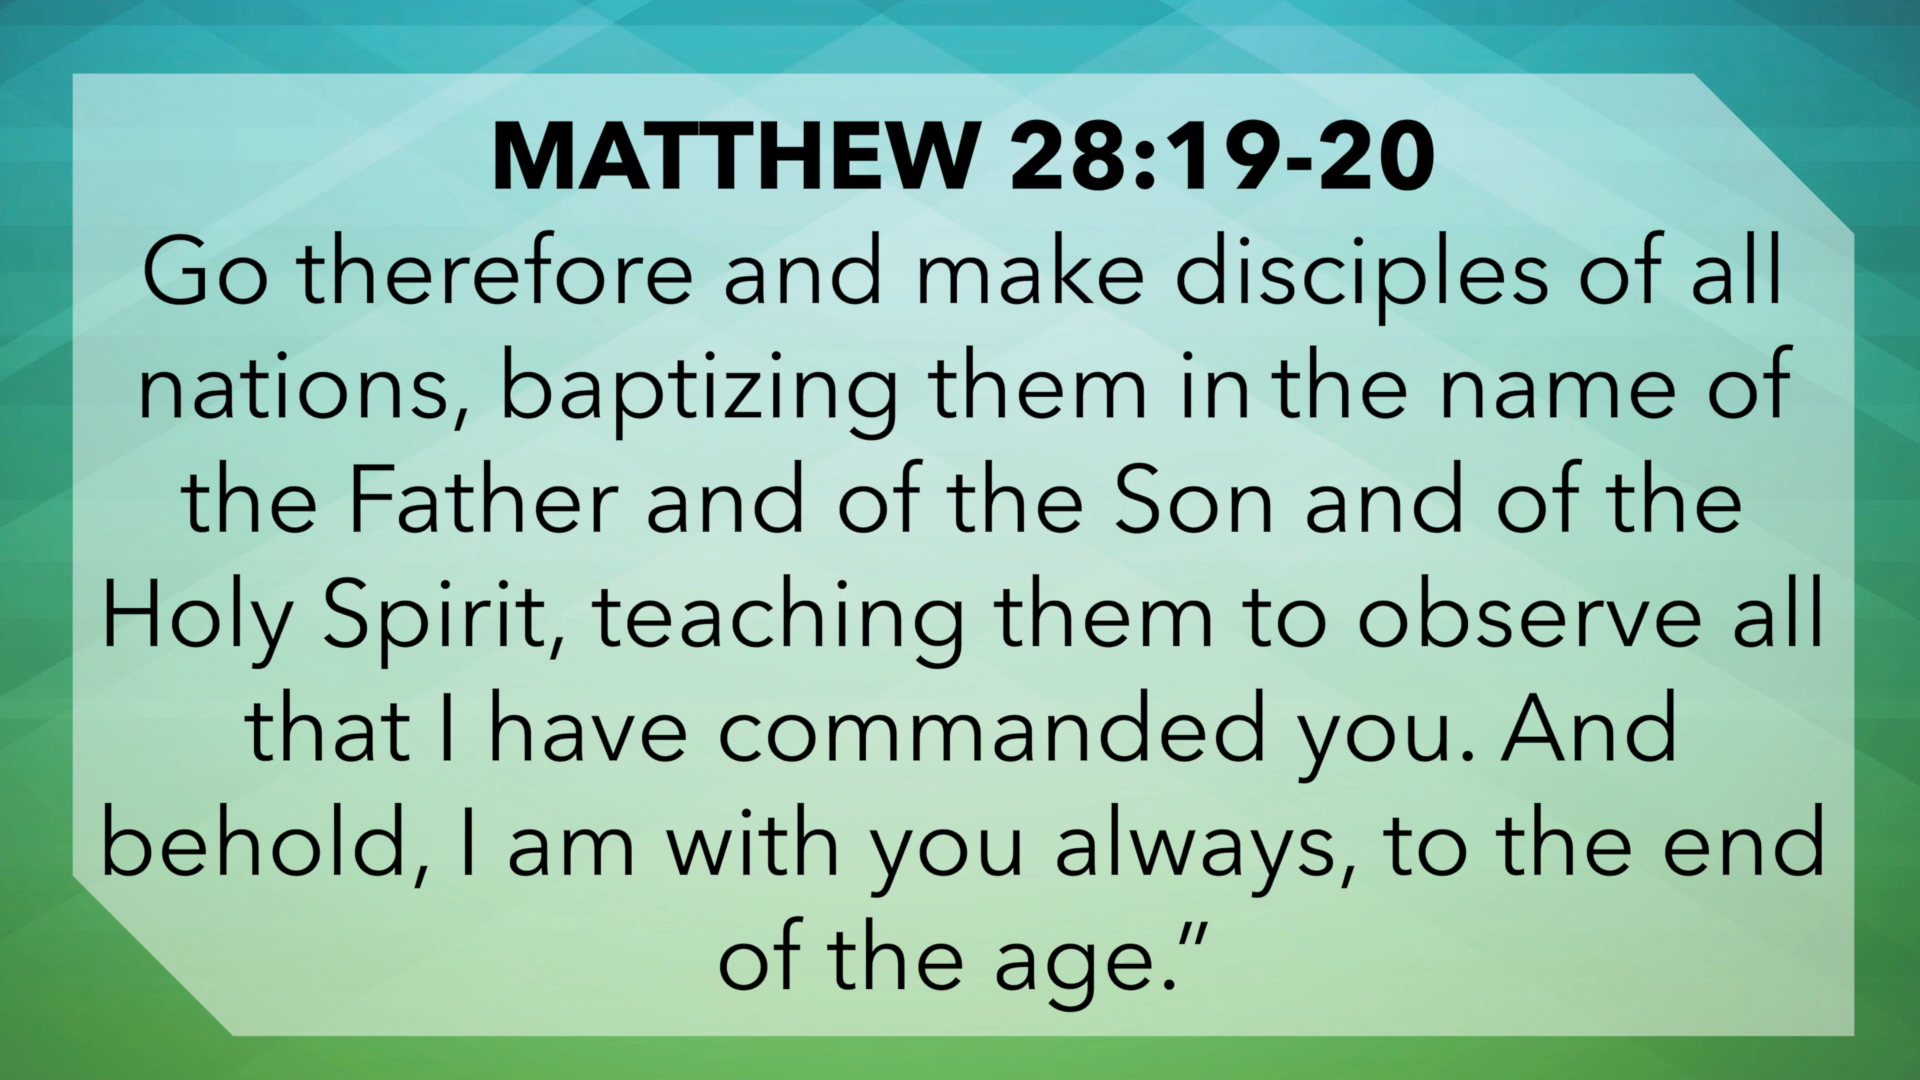 MATTHEW 28:19-20
Go therefore and make disciples of all
nations, baptizing them in the name of
the Father and of the Son and of the
Holy Spirit, teaching them to observe all
that I have commanded you. And
behold, I am with you always, to the end
of the age.”